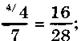 ⁴/⁴/7 = 16/28;